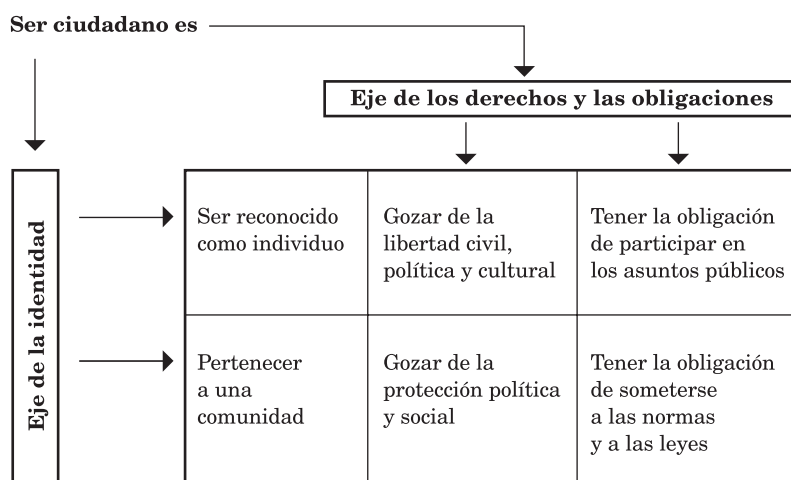 Ser ciudadano es
Eje de los derechos y las obligaciones
Eje de la identidad
Ser reconocido
como individuo
Gozar de la
libertad civil,
política y cultural
Tener la obligación
de participar en
los asuntos públicos
Pertenecer
a una
comunidad
Gozar de la
protección política
y social
Tener la obligación
de someterse
a las normas
y a las leyes